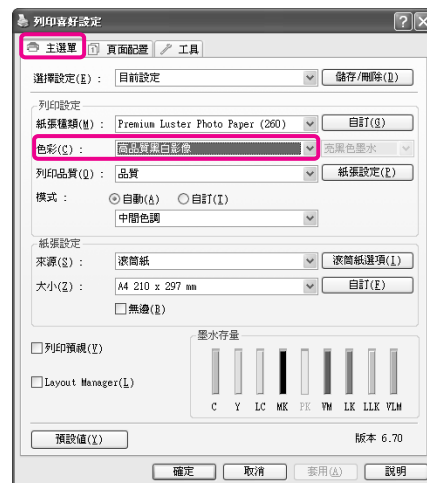 列印喜好設定
主選單 頁面配置 工具
選擇設定(E)： 目前設定 儲存/刪除(D)
列印設定
紙張種類(M)： Premium Luster Photo Paper (260) 自訂(G)
色彩(C)： 高品質黑白影像 亮黑色墨水
列印品質(Q)： 品質 紙張設定(P)
模式： 自動(A) 自訂(I)
中間色調
紙張設定
來源(S)： 滾筒紙 滾筒紙選項(I)
大小(Z)： A4 210 x 297 mm 自訂(F)
無邊(B)
墨水存量
列印預視(V)
Layout Manager(L)
C Y LC MK PK VM LK LLK VLM
預設值(Y) 版本 6.70
確定 取消 套用(A) 說明